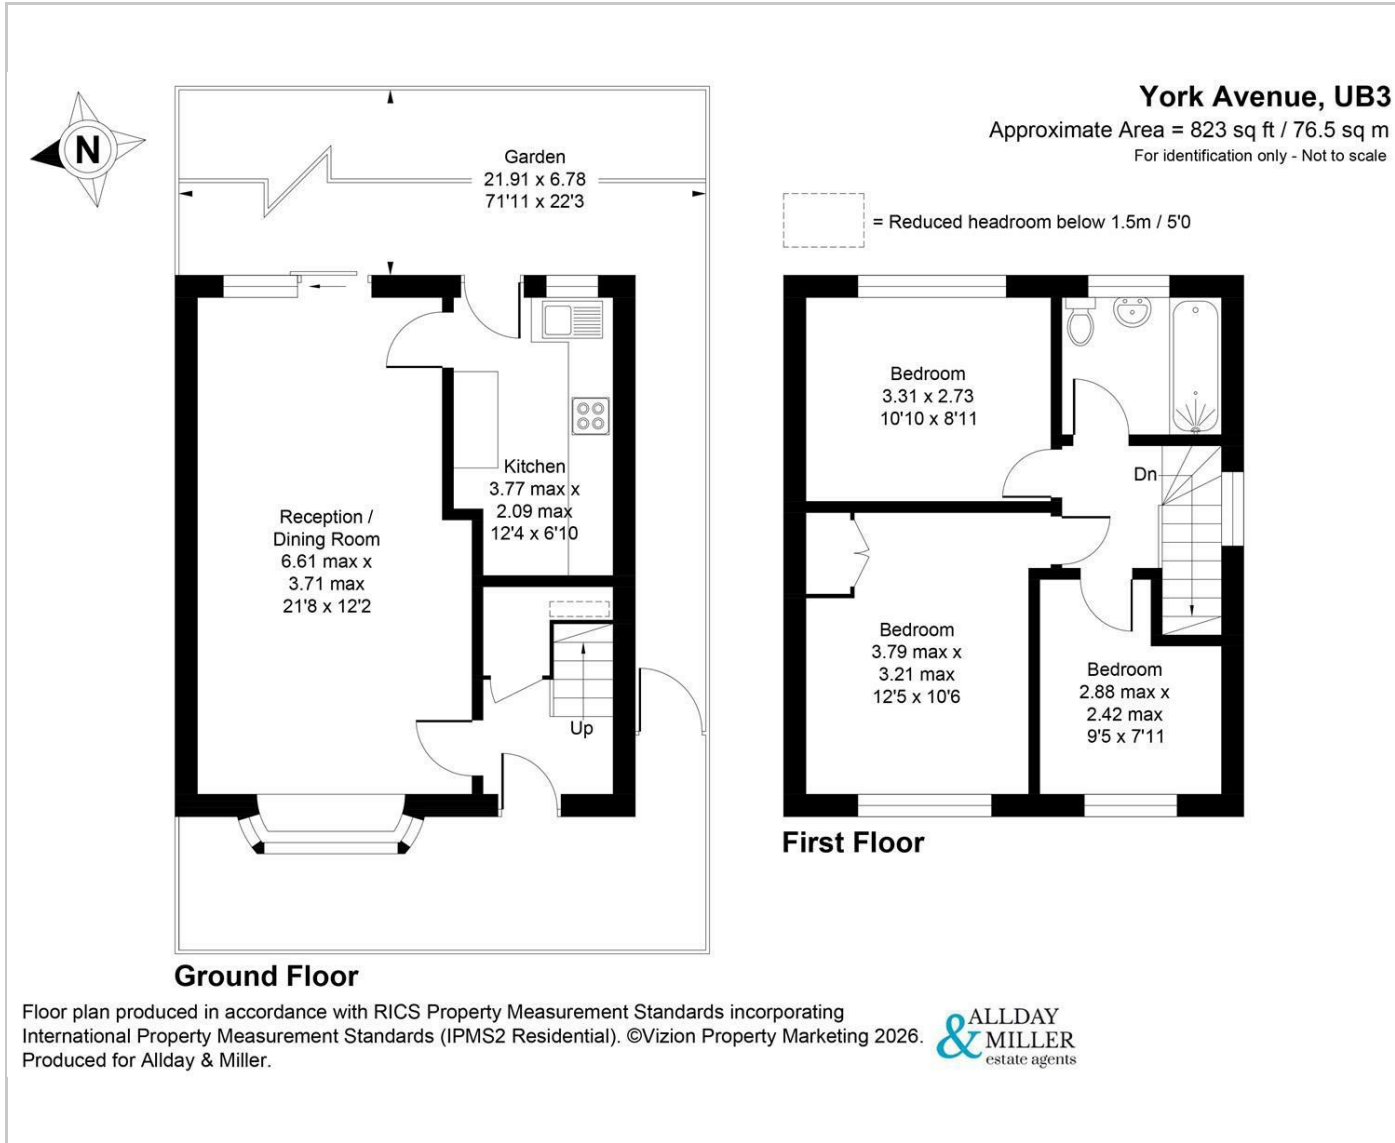 York Avenue, UB3
Approximate Area = 823 sq ft / 76.5 sq m
For identification only - Not to scale
= Reduced headroom below 1.5m / 5'0
N
Garden
21.91 x 6.78
71'11 x 22'3
Kitchen
3.77 max x
2.09 max
12'4 x 6'10
Reception /
Dining Room
6.61 max x
3.71 max
21'8 x 12'2
Up
Ground Floor
Bedroom
3.31 x 2.73
10'10 x 8'11
Dn
Bedroom
3.79 max x
3.21 max
12'5 x 10'6
Bedroom
2.88 max x
2.42 max
9'5 x 7'11
First Floor
Floor plan produced in accordance with RICS Property Measurement Standards incorporating
International Property Measurement Standards (IPMS2 Residential). ©Vizion Property Marketing 2026.
Produced for Allday & Miller.
ALLDAY
& MILLER
estate agents